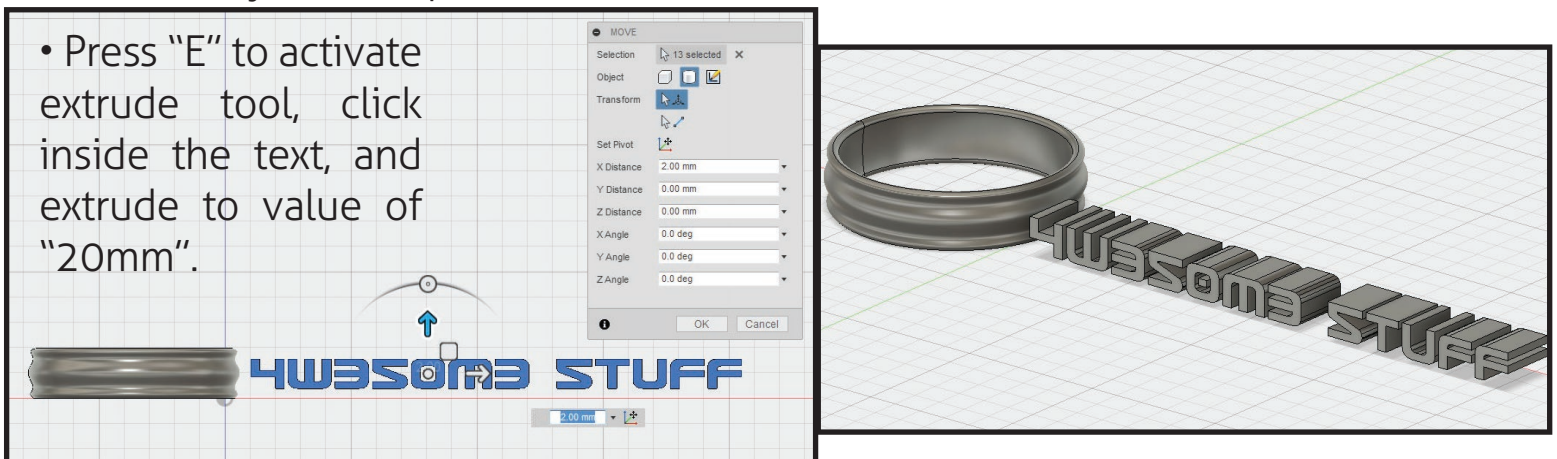 • Press “E” to activate
extrude tool, click
inside the text, and
extrude to value of
“20mm”.
MOVE
Selection 13 selected ×
Object
Transform
Set Pivot
X Distance 2.00 mm
Y Distance 0.00 mm
Z Distance 0.00 mm
X Angle 0.0 deg
Y Angle 0.0 deg
Z Angle 0.0 deg
OK Cancel
4W3SOM3 STUFF
2.00 mm
4W3SOM3 STUFF